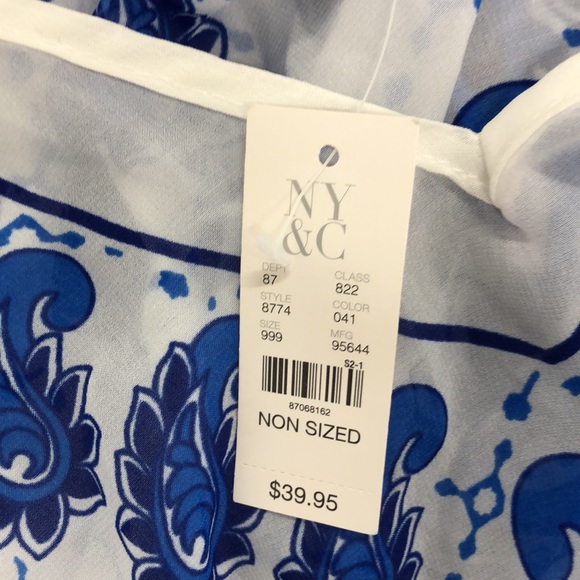 NY
&C
DEPT CLASS
87 822
STYLE COLOR
8774 041
SIZE MFG
999 95644
S2-1
87068162
NON SIZED
$39.95